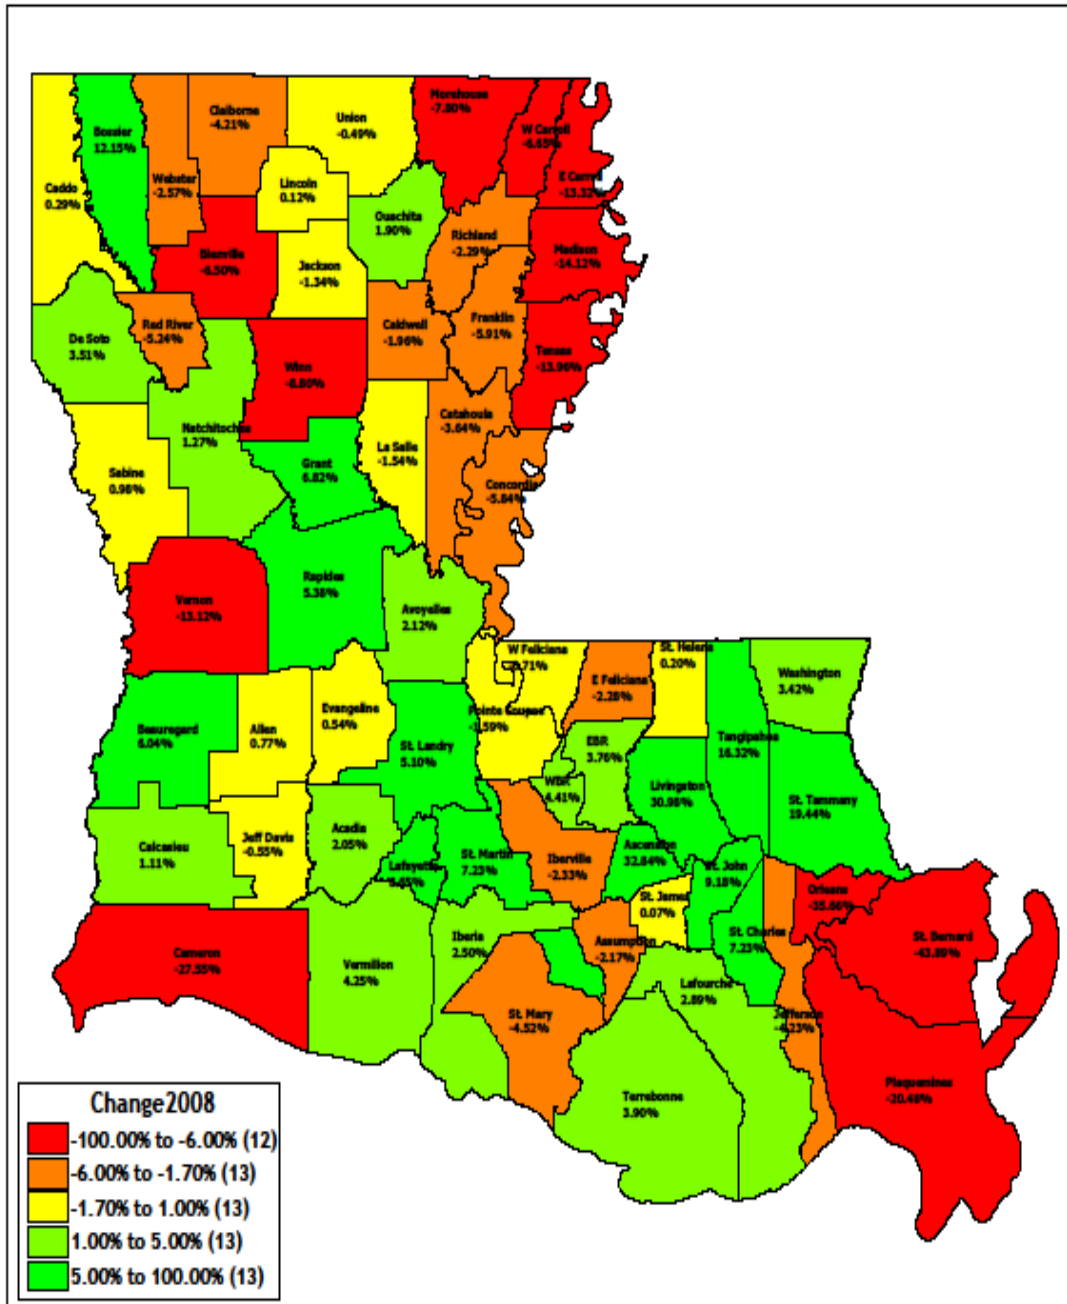 Morehouse
-7.80%
Claiborne
-4.21%
Union
-0.49%
Bossier
12.15%
W Carroll
-6.65%
Webster
-2.57%
Lincoln
0.12%
E Carroll
-13.32%
Caddo
0.29%
Ouachita
1.90%
Richland
-2.29%
Madison
-14.12%
Bienville
-6.50%
Jackson
-1.34%
Red River
-5.24%
De Soto
3.51%
Caldwell
-1.96%
Franklin
-5.91%
Tensas
-13.96%
Winn
-8.80%
Natchitoches
1.27%
Catahoula
-3.64%
La Salle
-1.54%
Grant
6.82%
Sabine
0.98%
Concordia
-5.84%
Rapides
5.38%
Vernon
-13.12%
Avoyelles
2.12%
W Feliciana
.71%
St. Helena
0.20%
Washington
3.42%
E Feliciana
-2.28%
Evangeline
0.54%
Pointe Coupee
-1.59%
Beauregard
6.04%
Allen
0.77%
St. Landry
5.10%
EBR
3.76%
Tangipahoa
16.32%
WBR
4.41%
Livingston
30.98%
St. Tammany
19.44%
Acadia
2.05%
Jeff Davis
-0.55%
Calcasieu
1.11%
Lafayette
St. Martin
7.23%
Iberville
-2.33%
Ascension
32.84%
St. John
9.18%
Orleans
-35.66%
St. James
0.07%
St. Charles
7.23%
St. Bernard
-43.89%
Cameron
-27.55%
Vermilion
4.25%
Iberia
2.50%
Assumption
-2.17%
Lafourche
2.89%
St. Mary
-4.52%
Jefferson
-4.23%
Terrebonne
3.90%
Plaquemines
-20.48%
Change2008
-100.00% to -6.00% (12)
-6.00% to -1.70% (13)
-1.70% to 1.00% (13)
1.00% to 5.00% (13)
5.00% to 100.00% (13)